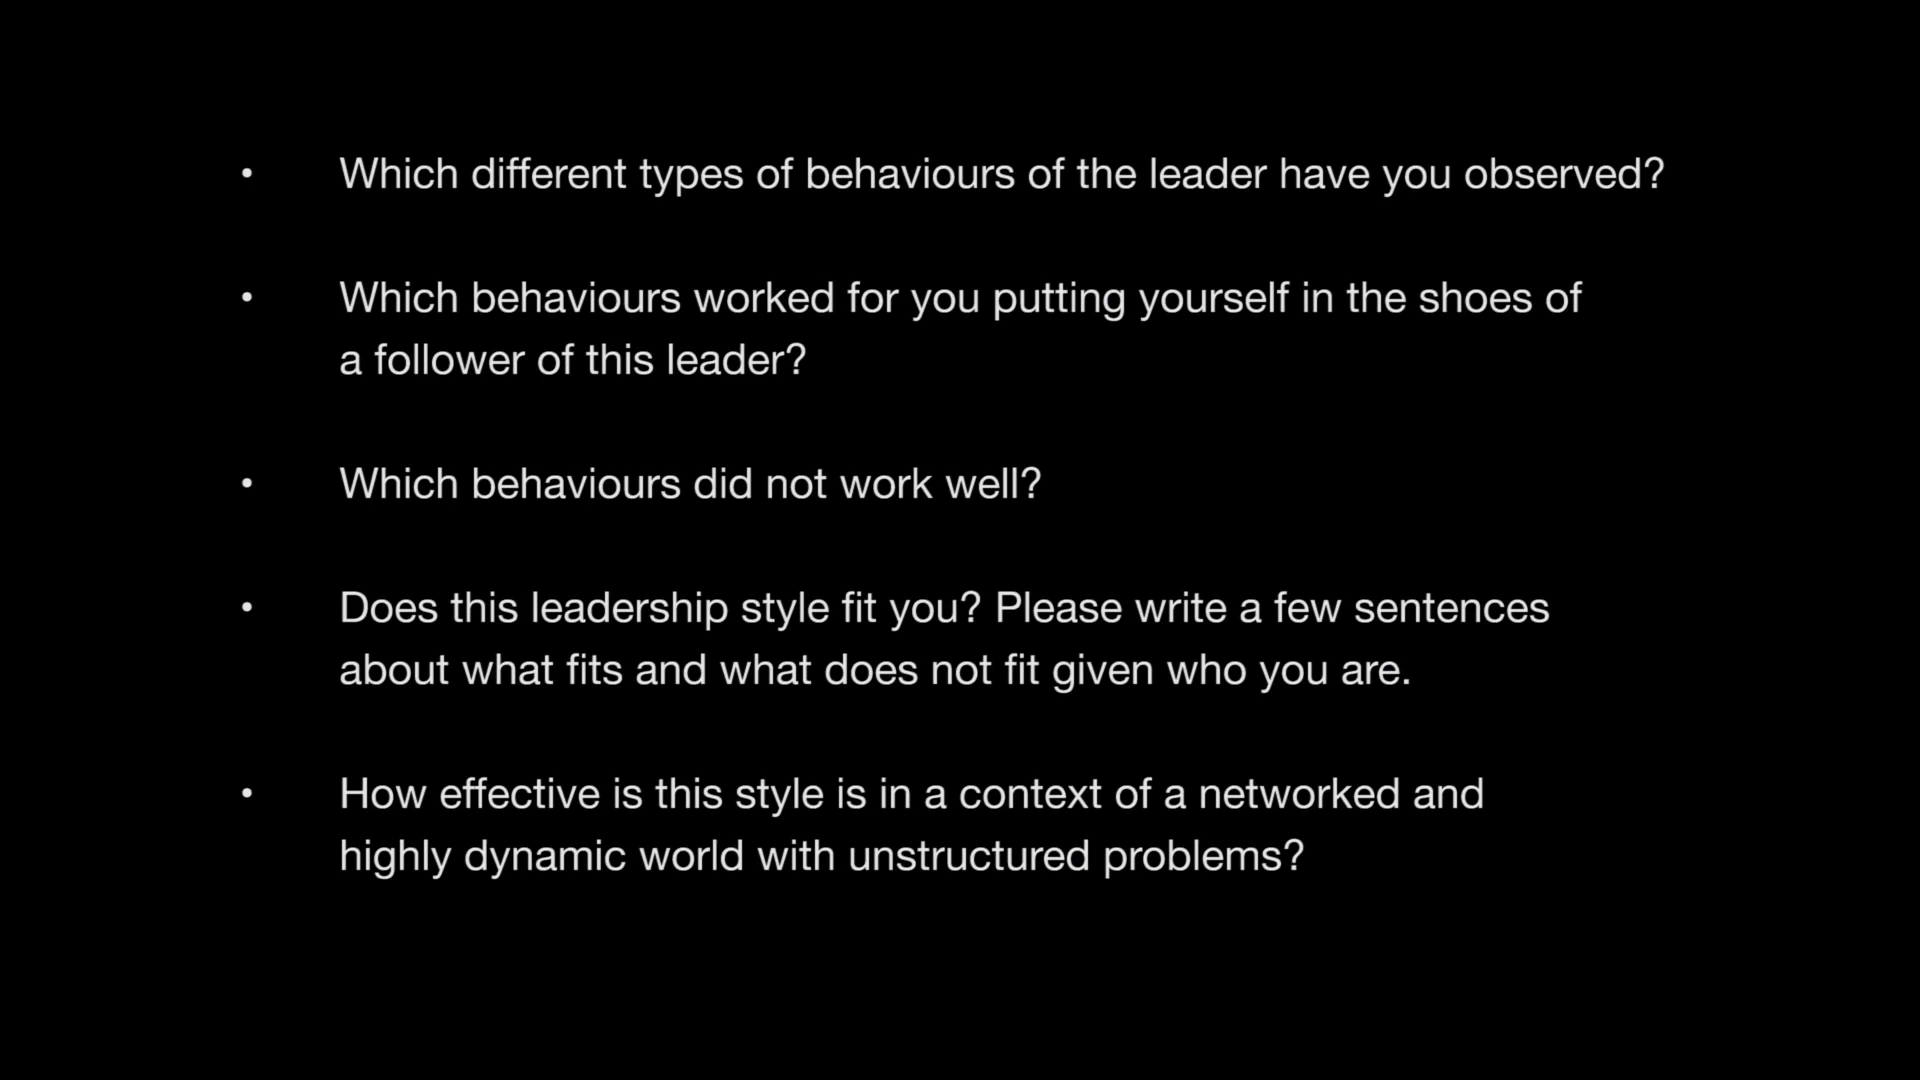 • Which different types of behaviours of the leader have you observed?
• Which behaviours worked for you putting yourself in the shoes of
a follower of this leader?
• Which behaviours did not work well?
• Does this leadership style fit you? Please write a few sentences
about what fits and what does not fit given who you are.
• How effective is this style is in a context of a networked and
highly dynamic world with unstructured problems?